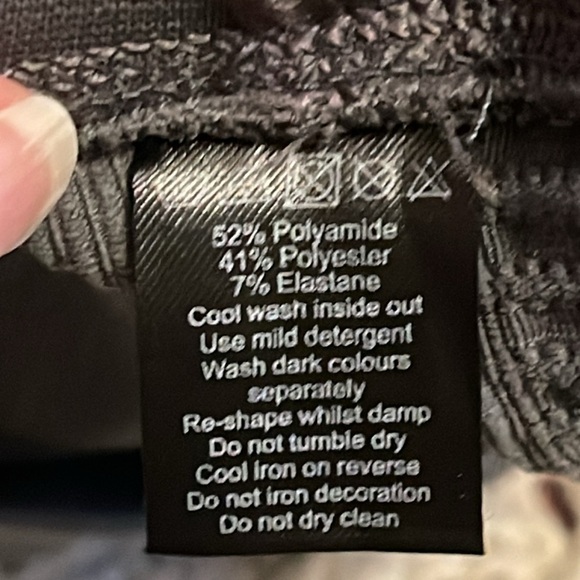 52% Polyamide
41% Polyester
7% Elastane
Cool wash inside out
Use mild detergent
Wash dark colours
separately
Re-shape whilst damp
Do not tumble dry
Cool iron on reverse
Do not iron decoration
Do not dry clean